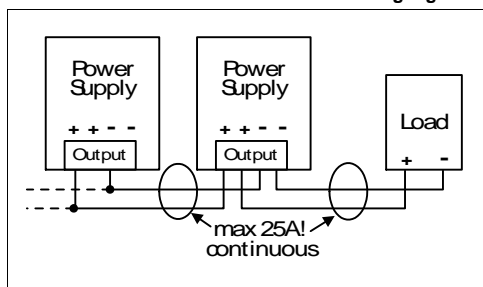 Power
Supply
+ + - -
Output
Power
Supply
+ + - -
Output
Load
+ -
max 25A!
continuous